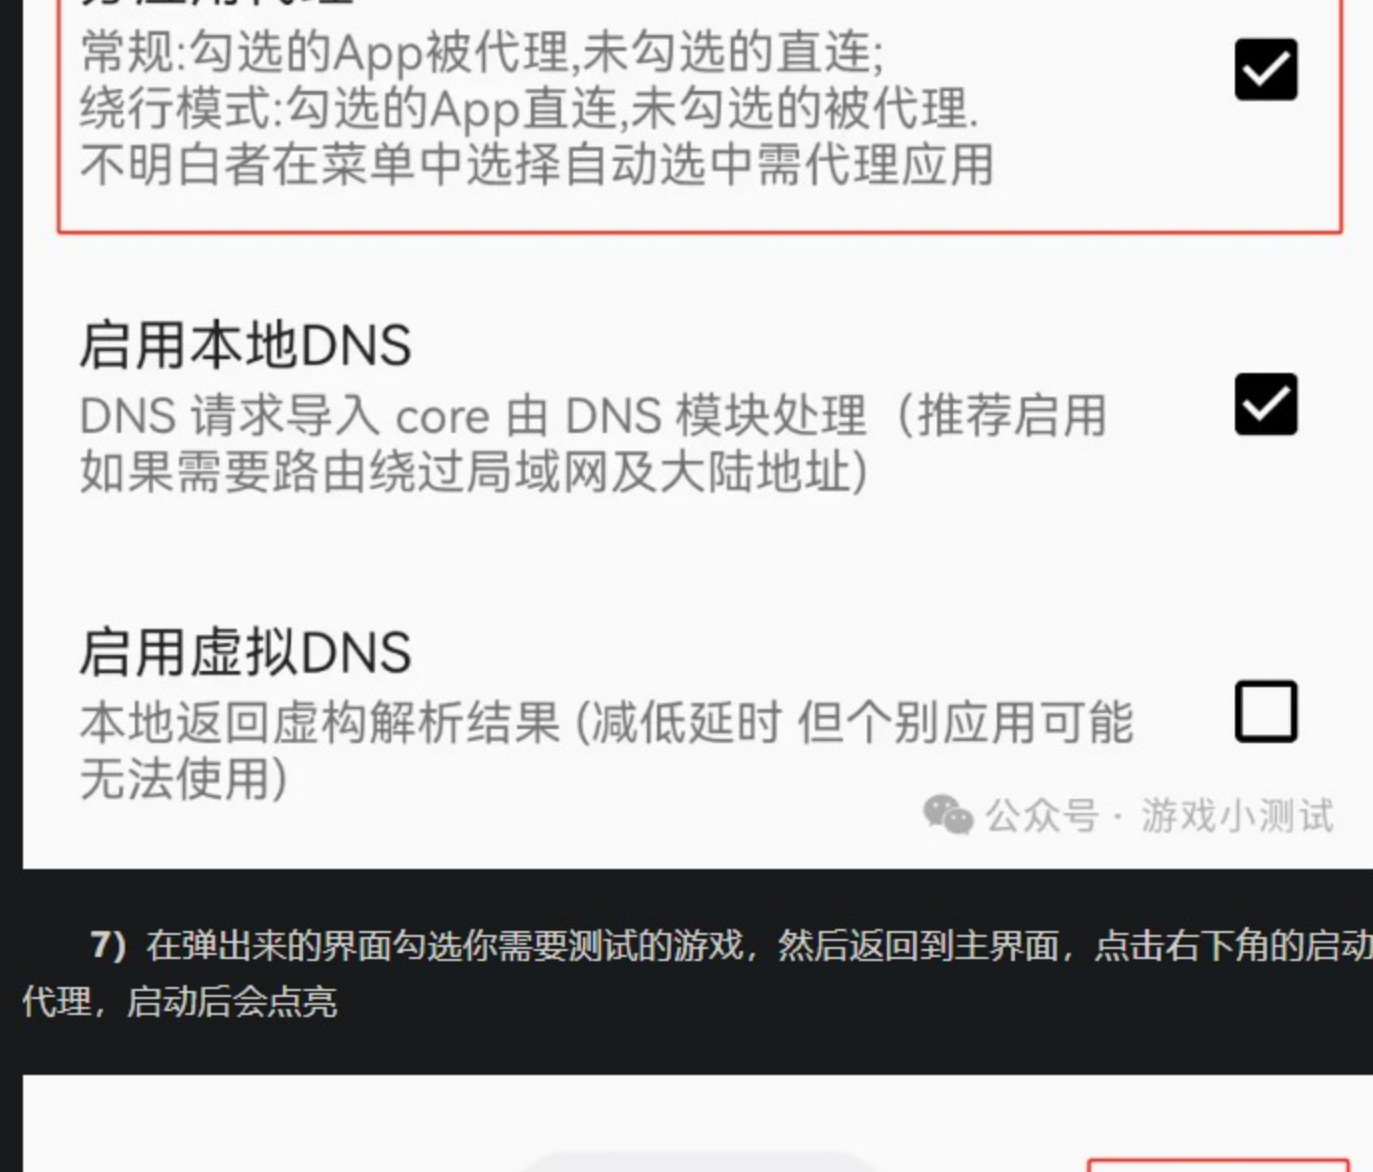 分应用代理
常规:勾选的App被代理,未勾选的直连;
绕行模式:勾选的App直连,未勾选的被代理.
不明白者在菜单中选择自动选中需代理应用
启用本地DNS
DNS 请求导入 core 由 DNS 模块处理（推荐启用
如果需要路由绕过局域网及大陆地址)
启用虚拟DNS
本地返回虚构解析结果 (减低延时 但个别应用可能
无法使用)
公众号 · 游戏小测试
7）在弹出来的界面勾选你需要测试的游戏，然后返回到主界面，点击右下角的启动
代理，启动后会点亮